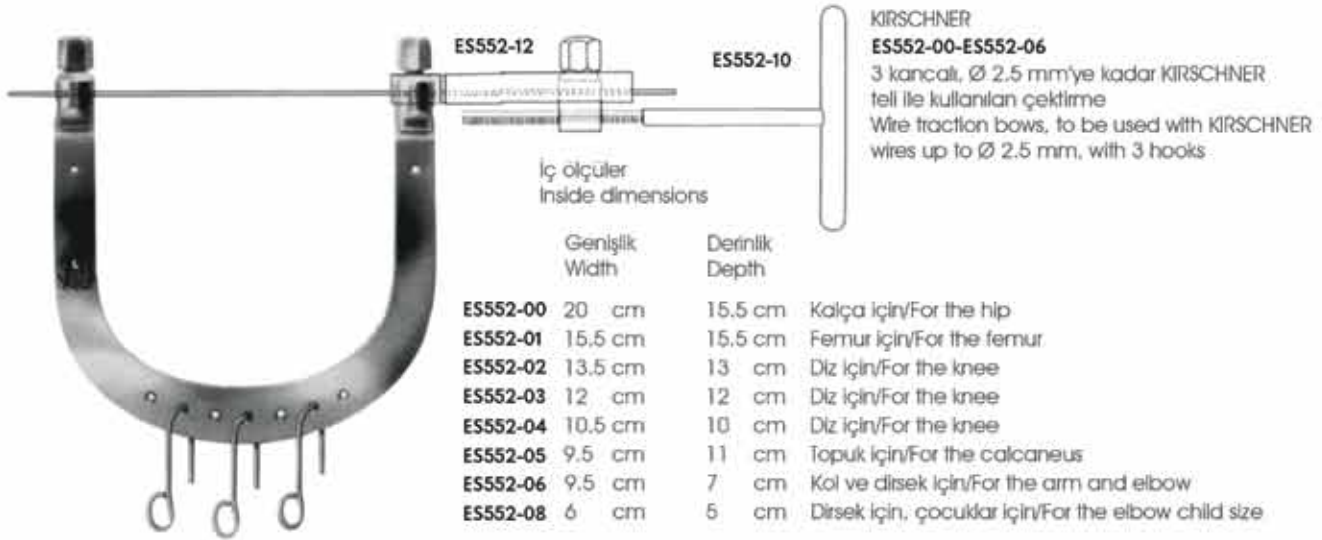 ES552-12
ES552-10
KIRSCHNER
ES552-00-ES552-06
3 kancalı, Ø 2.5 mm'ye kadar KIRSCHNER
teli ile kullanılan çektirme
Wire traction bows, to be used with KIRSCHNER
wires up to Ø 2.5 mm, with 3 hooks
İç ölçüler
Inside dimensions
Genişlik Derinlik
Width Depth
ES552-00 20 cm 15.5 cm Kalça için/For the hip
ES552-01 15.5 cm 15.5 cm Femur için/For the femur
ES552-02 13.5 cm 13 cm Diz için/For the knee
ES552-03 12 cm 12 cm Diz için/For the knee
ES552-04 10.5 cm 10 cm Diz için/For the knee
ES552-05 9.5 cm 11 cm Topuk için/For the calcaneus
ES552-06 9.5 cm 7 cm Kol ve dirsek için/For the arm and elbow
ES552-08 6 cm 5 cm Dirsek için, çocuklar için/For the elbow child size